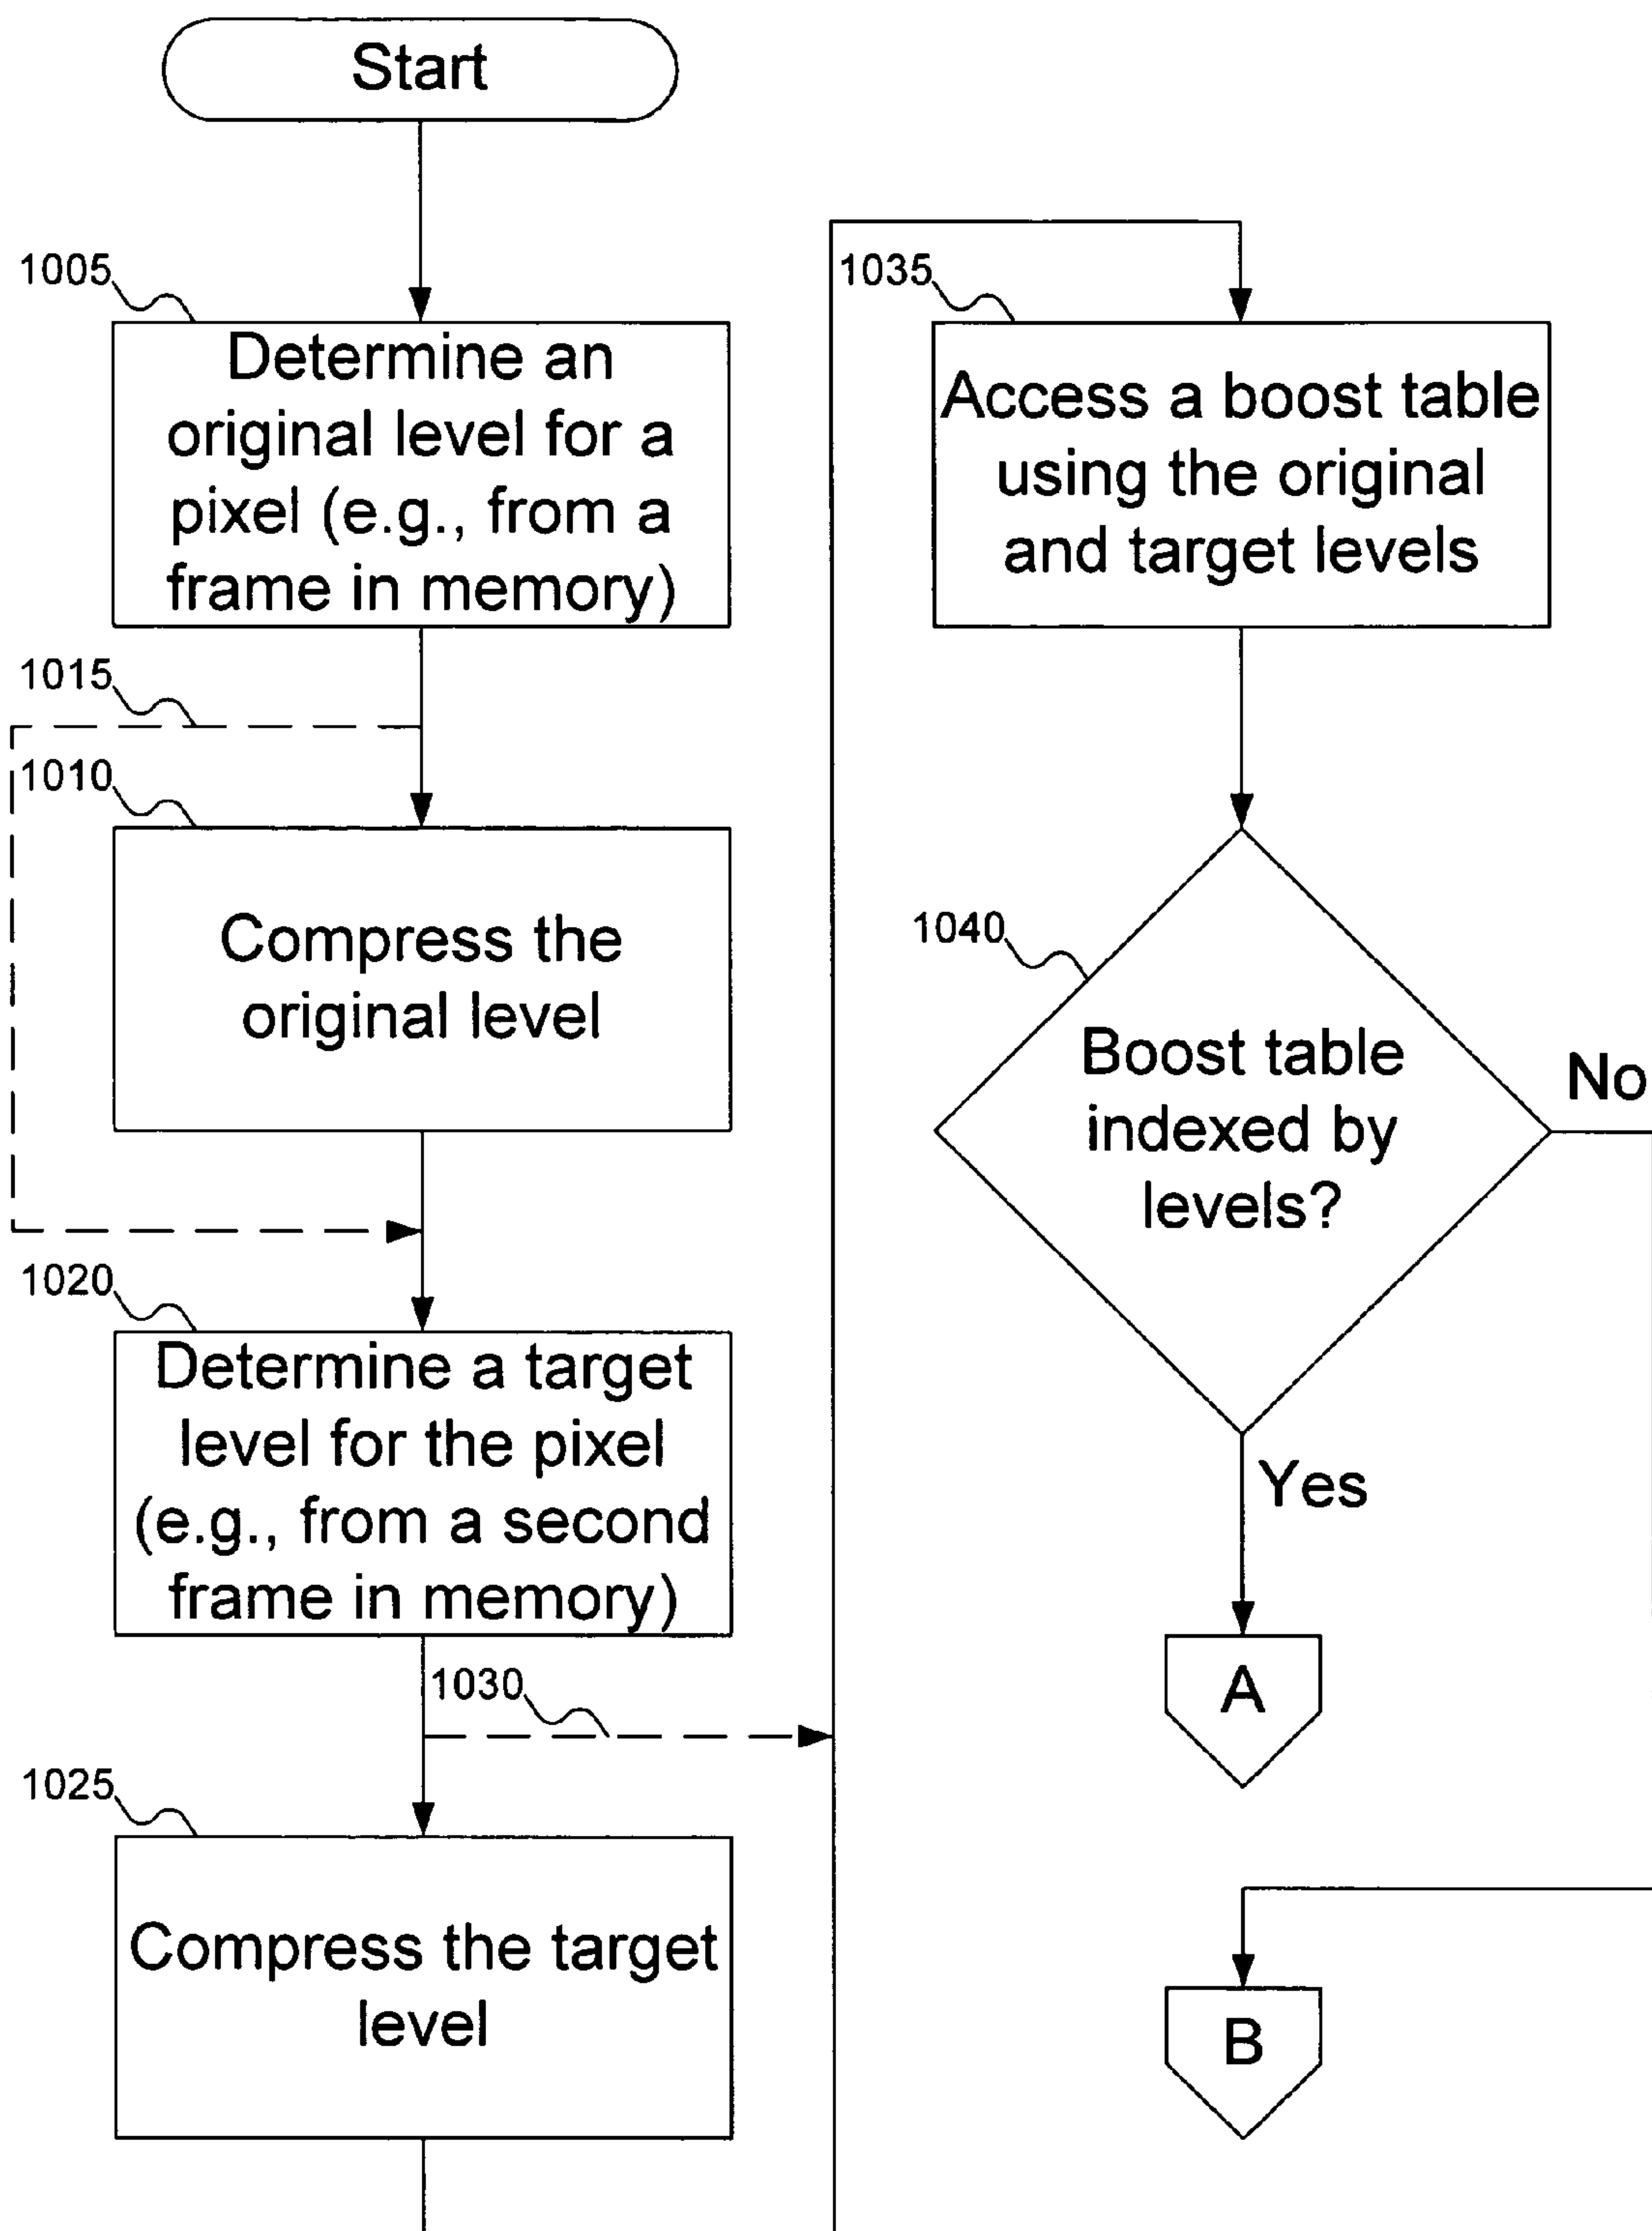 Start
1005
Determine an
original level for a
pixel (e.g., from a
frame in memory)
1015
1010
Compress the
original level
1020
Determine a target
level for the pixel
(e.g., from a second
frame in memory)
1030
1025
Compress the target
level
1035
Access a boost table
using the original
and target levels
1040
Boost table
indexed by
levels?
No
Yes
A
B